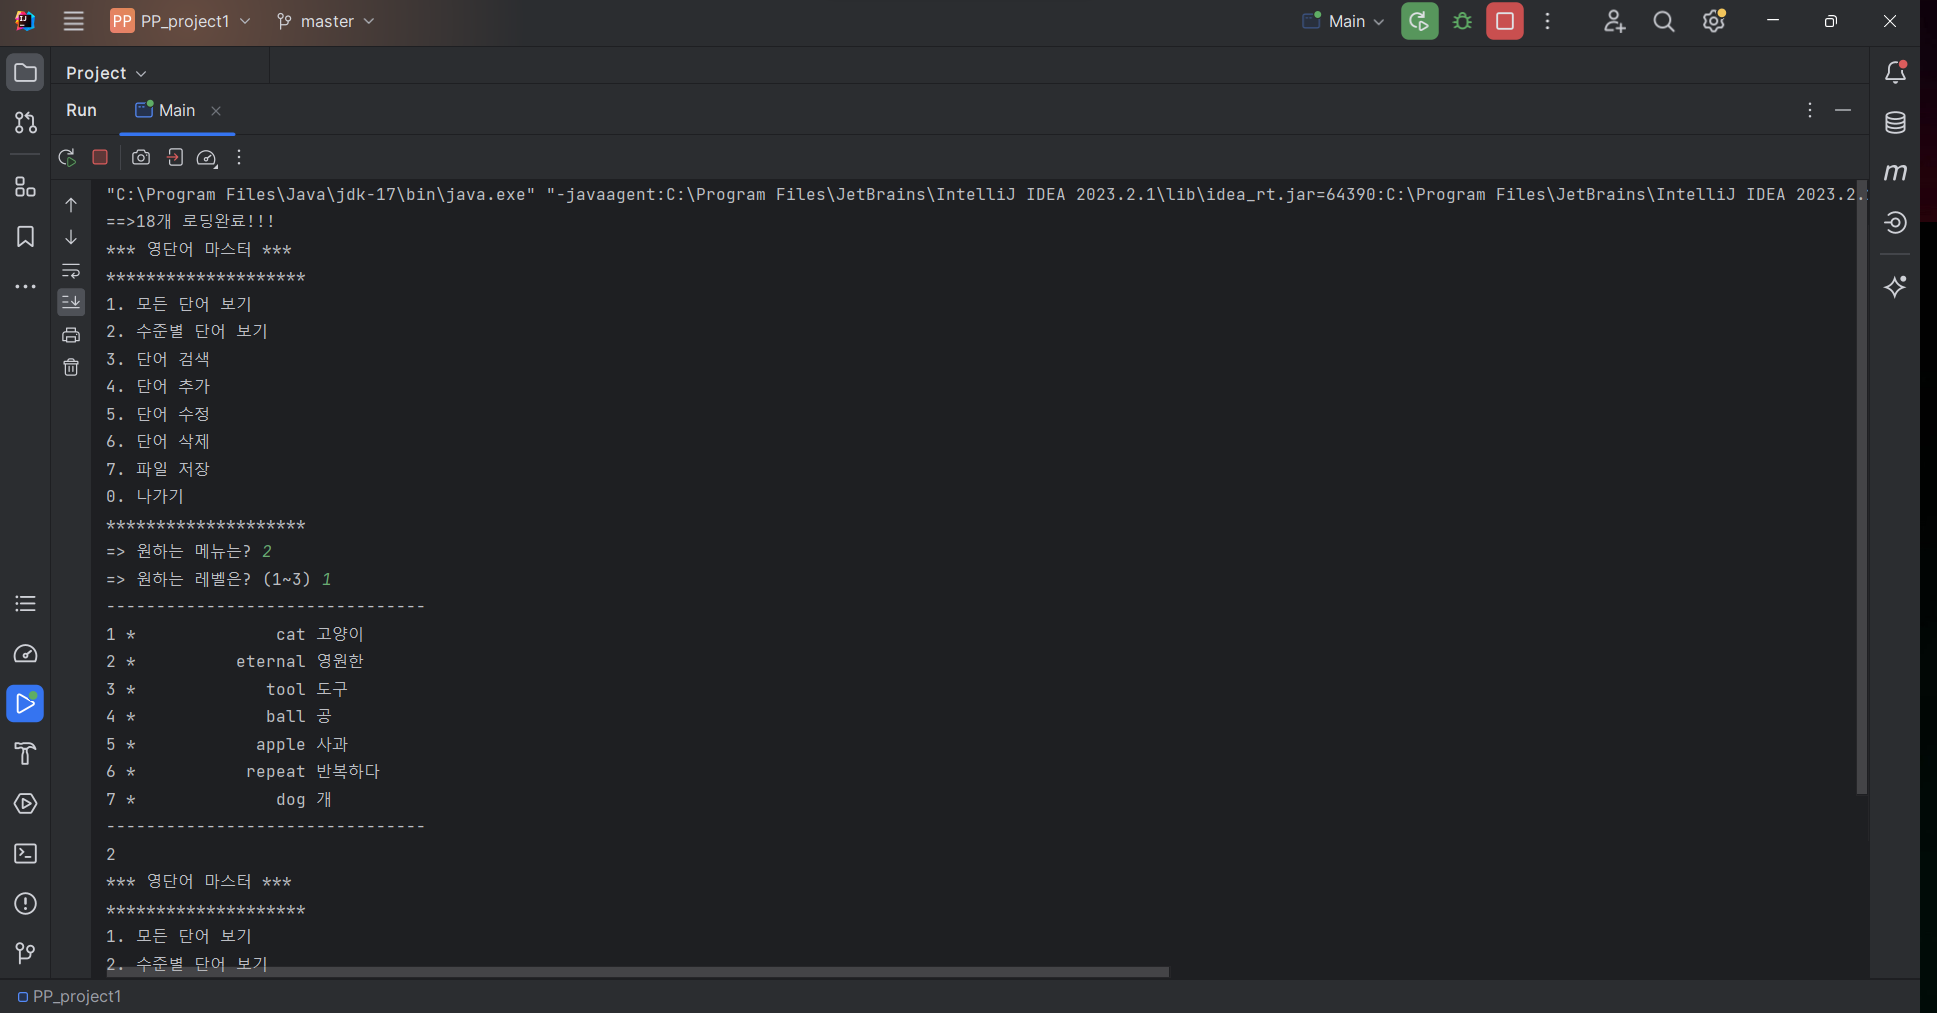 PP PP_project1 master Main
Project
Run Main
"C:\Program Files\Java\jdk-17\bin\java.exe" "-javaagent:C:\Program Files\JetBrains\IntelliJ IDEA 2023.2.1\lib\idea_rt.jar=64390:C:\Program Files\JetBrains\IntelliJ IDEA 2023.2.
==>18개 로딩완료!!!
*** 영단어 마스터 ***
********************
1. 모든 단어 보기
2. 수준별 단어 보기
3. 단어 검색
4. 단어 추가
5. 단어 수정
6. 단어 삭제
7. 파일 저장
0. 나가기
********************
=> 원하는 메뉴는? 2
=> 원하는 레벨은? (1~3) 1
--------------------------------
1 * cat 고양이
2 * eternal 영원한
3 * tool 도구
4 * ball 공
5 * apple 사과
6 * repeat 반복하다
7 * dog 개
--------------------------------
2
*** 영단어 마스터 ***
********************
1. 모든 단어 보기
2. 수준별 단어 보기
PP_project1